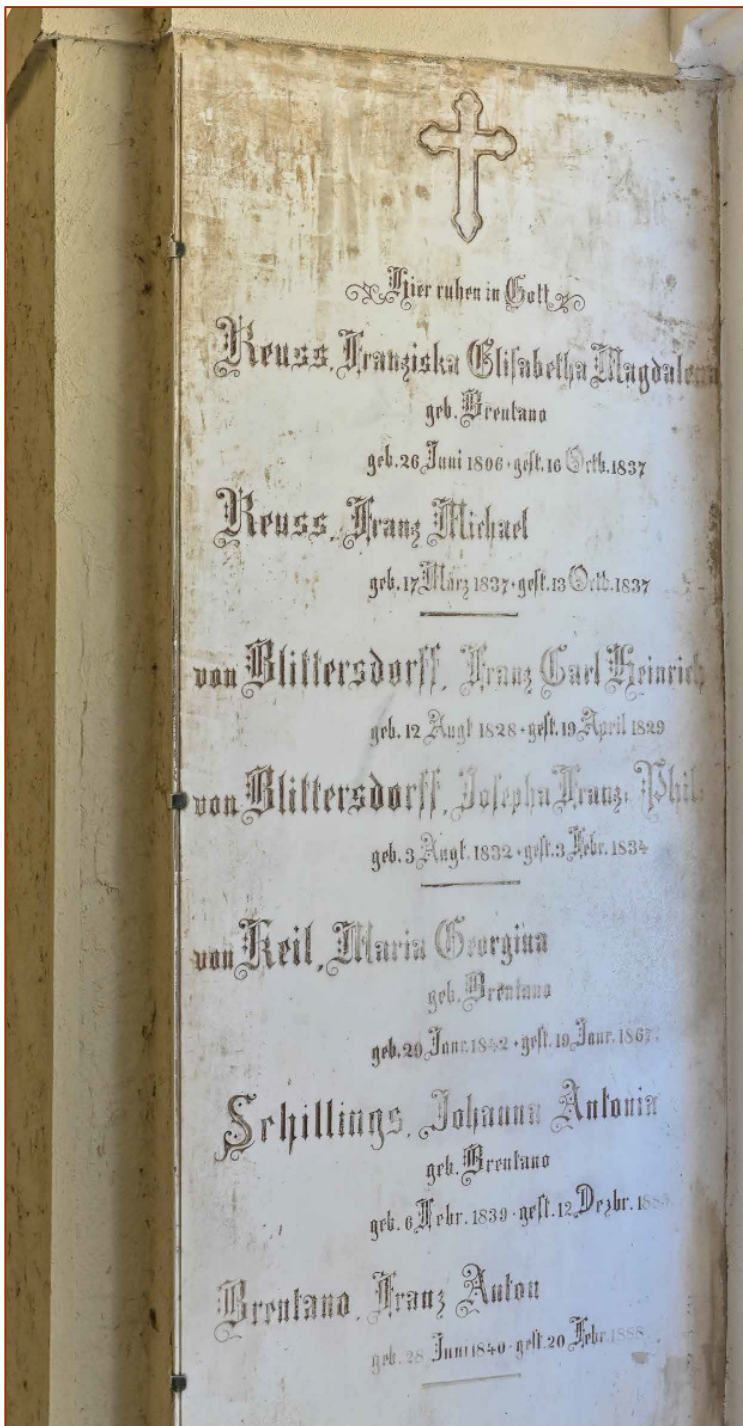 Hier ruhen in Gott
Reuss, Franziska Elisabetha Magdalena
geb. Brentano
geb. 26 Juni 1806 · gest. 16 Octb. 1837
Reuss, Franz Michael
geb. 17 März 1837 · gest. 13 Octb. 1837
von Blittersdorff, Franz Carl Heinrich
geb. 12 Augt 1828 · gest. 19 April 1829
von Blittersdorff, Josepha Franz. Phil.
geb. 3 Augt. 1832 · gest. 3 Febr. 1834
von Keil, Maria Georgina
geb. Brentano
geb. 29 Janr. 1842 · gest. 19 Janr. 1867.
Schillings, Johanna Antonia
geb. Brentano
geb. 6 Febr. 1839 · gest. 12 Dezbr.
Brentano, Franz Anton
geb. 28 Juni 1840 · gest. 20 Febr. 1888.